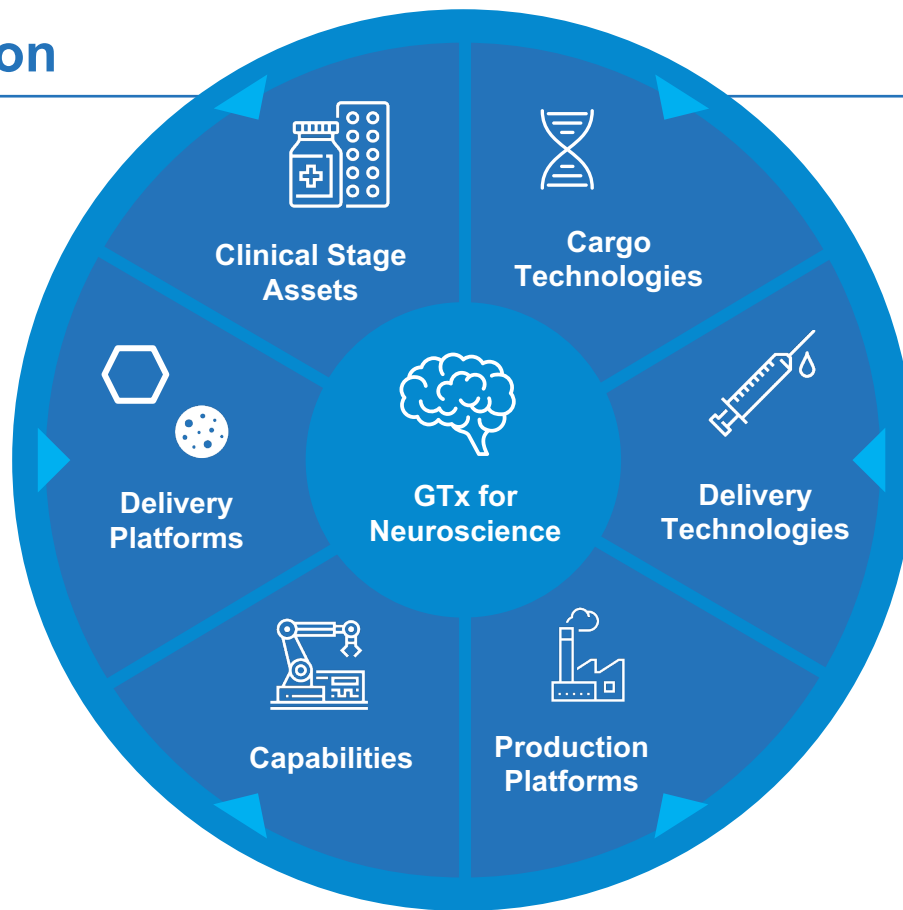 on
Clinical Stage
Assets
Cargo
Technologies
Delivery
Technologies
Production
Platforms
Capabilities
Delivery
Platforms
GTx for
Neuroscience